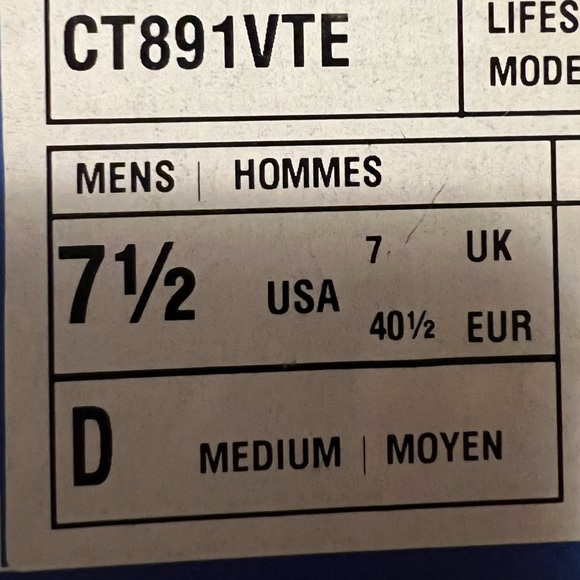 CT891VTE
LIFES
MODE
MENS | HOMMES
7½ USA 7 UK
40½ EUR
D MEDIUM | MOYEN